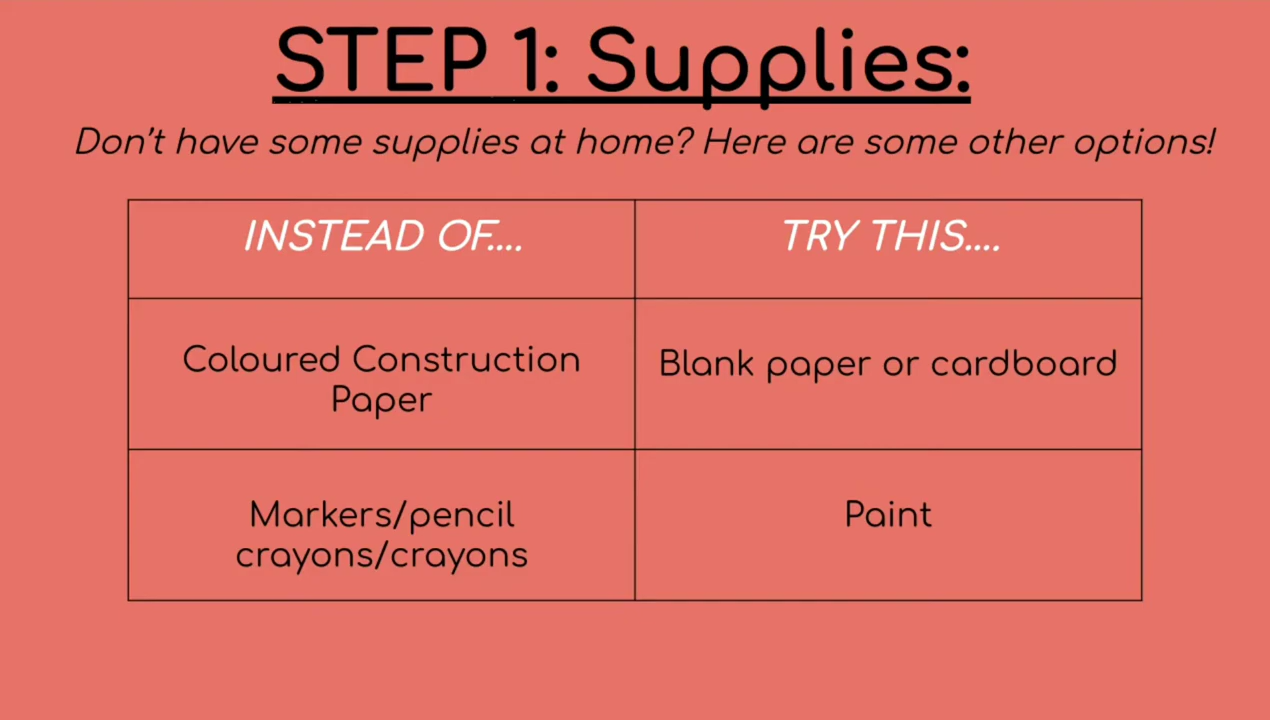 STEP 1: Supplies:
Don't have some supplies at home? Here are some other options!
INSTEAD OF....
TRY THIS....
Coloured Construction
Paper
Blank paper or cardboard
Markers/pencil
crayons/crayons
Paint